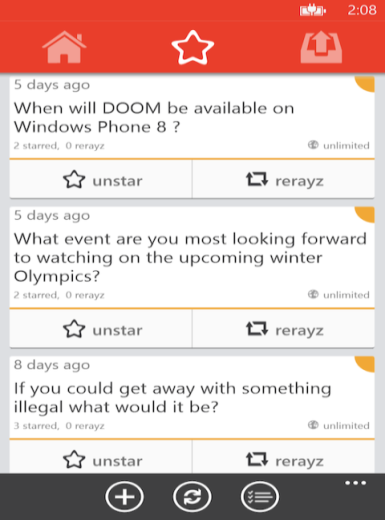 2:08
5 days ago
When will DOOM be available on
Windows Phone 8 ?
2 starred, 0 rerayz unlimited
unstar rerayz
5 days ago
What event are you most looking forward
to watching on the upcoming winter
Olympics?
2 starred, 0 rerayz unlimited
unstar rerayz
8 days ago
If you could get away with something
illegal what would it be?
3 starred, 0 rerayz unlimited
unstar rerayz